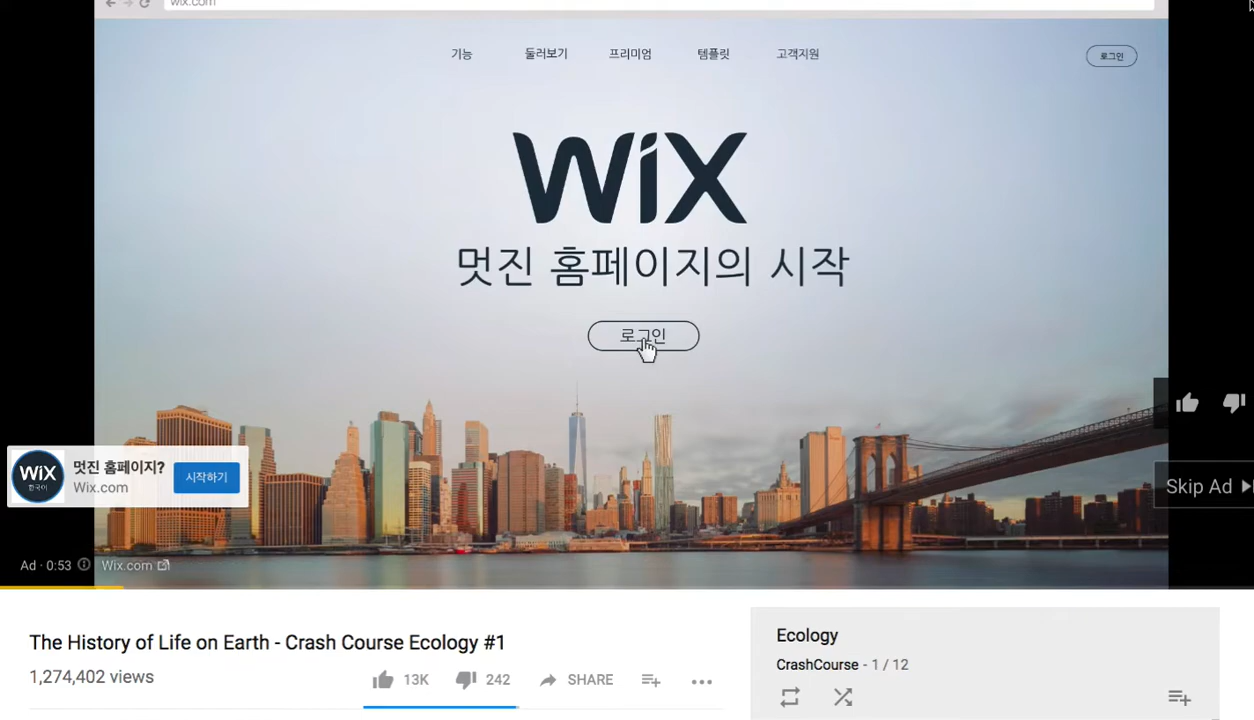 wix.com
기능 둘러보기 프리미엄 템플릿 고객지원 로그인
WiX
멋진 홈페이지의 시작
로그인
WiX
한국어
멋진 홈페이지?
Wix.com
시작하기
Skip Ad
Ad · 0:53 Wix.com
The History of Life on Earth - Crash Course Ecology #1
1,274,402 views
13K 242 SHARE
Ecology
CrashCourse - 1 / 12